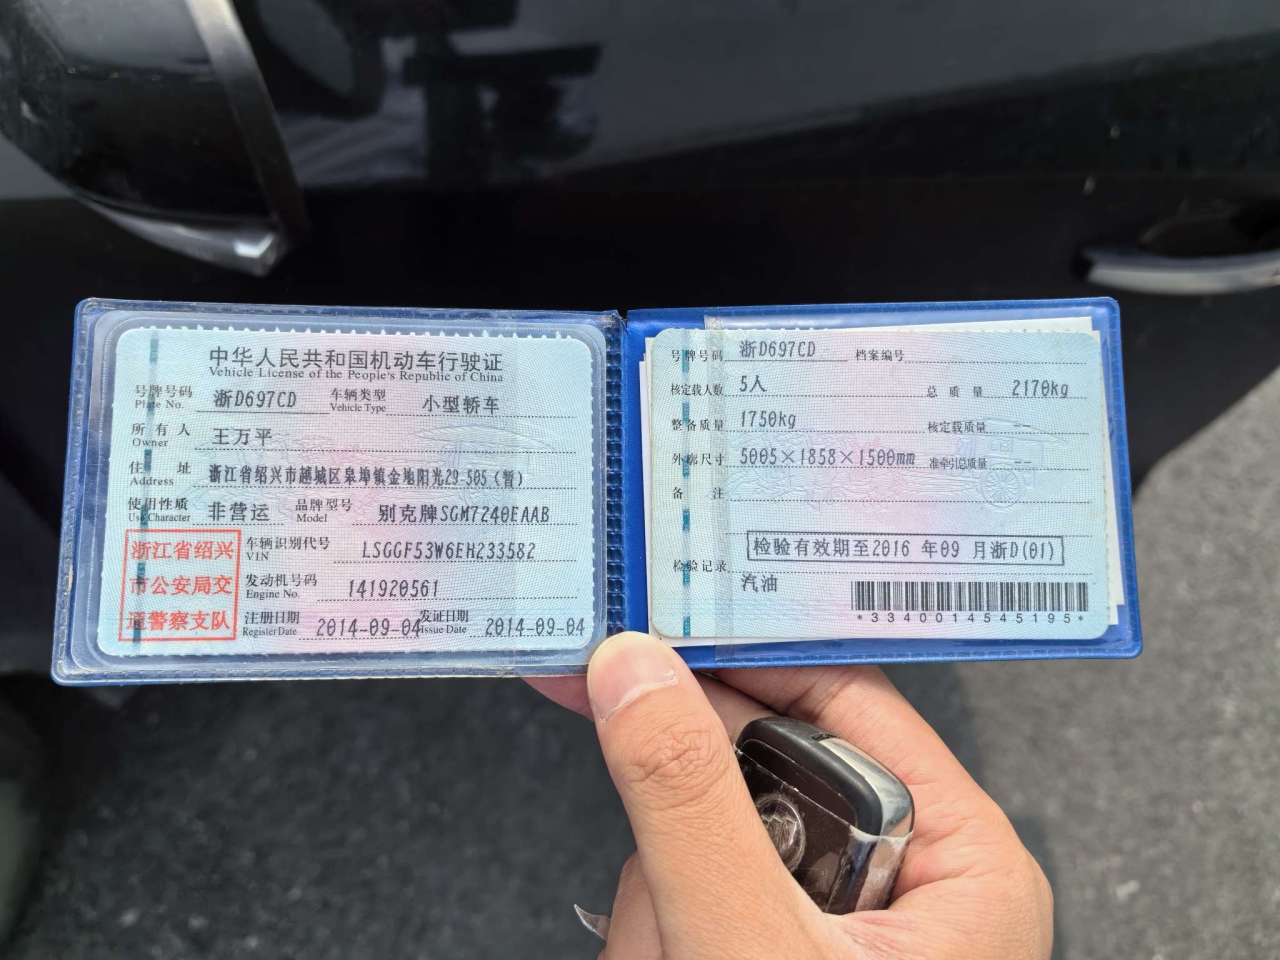 中华人民共和国机动车行驶证
Vehicle License of the People's Republic of China
号牌号码 浙D697CD 车辆类型 小型轿车
Plate No. Vehicle Type
所有人 王万平
Owner
住址 浙江省绍兴市越城区皋埠镇金地阳光29-505(暂)
Address
使用性质 非营运 品牌型号 别克牌SGM7240EAAB
Use Character Model
浙江省绍兴
市公安局交
通警察支队
车辆识别代号 LSGGF53W6EH233582
VIN
发动机号码 141920561
Engine No.
注册日期 2014-09-04 发证日期 2014-09-04
Register Date Issue Date
号牌号码 浙D697CD 档案编号
核定载人数 5人 总质量 2170kg
整备质量 1750kg 核定载质量 --
外廓尺寸 5005×1858×1500mm 准牵引总质量 --
备注
检验有效期至2016 年09 月浙D(01)
检验记录
汽油
*3340014545195*